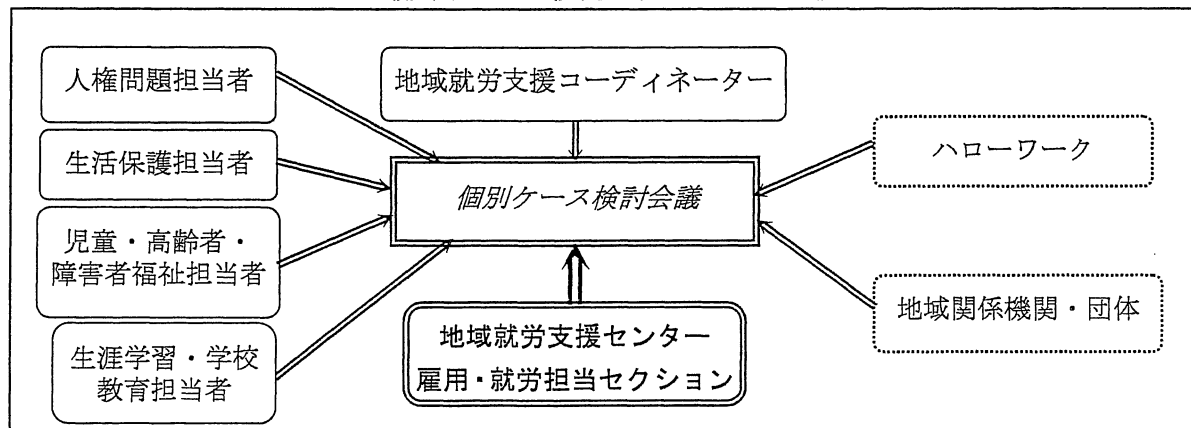 人権問題担当者
地域就労支援コーディネーター
生活保護担当者
ハローワーク
個別ケース検討会議
児童・高齢者・
障害者福祉担当者
地域就労支援センター
雇用・就労担当セクション
地域関係機関・団体
生涯学習・学校
教育担当者